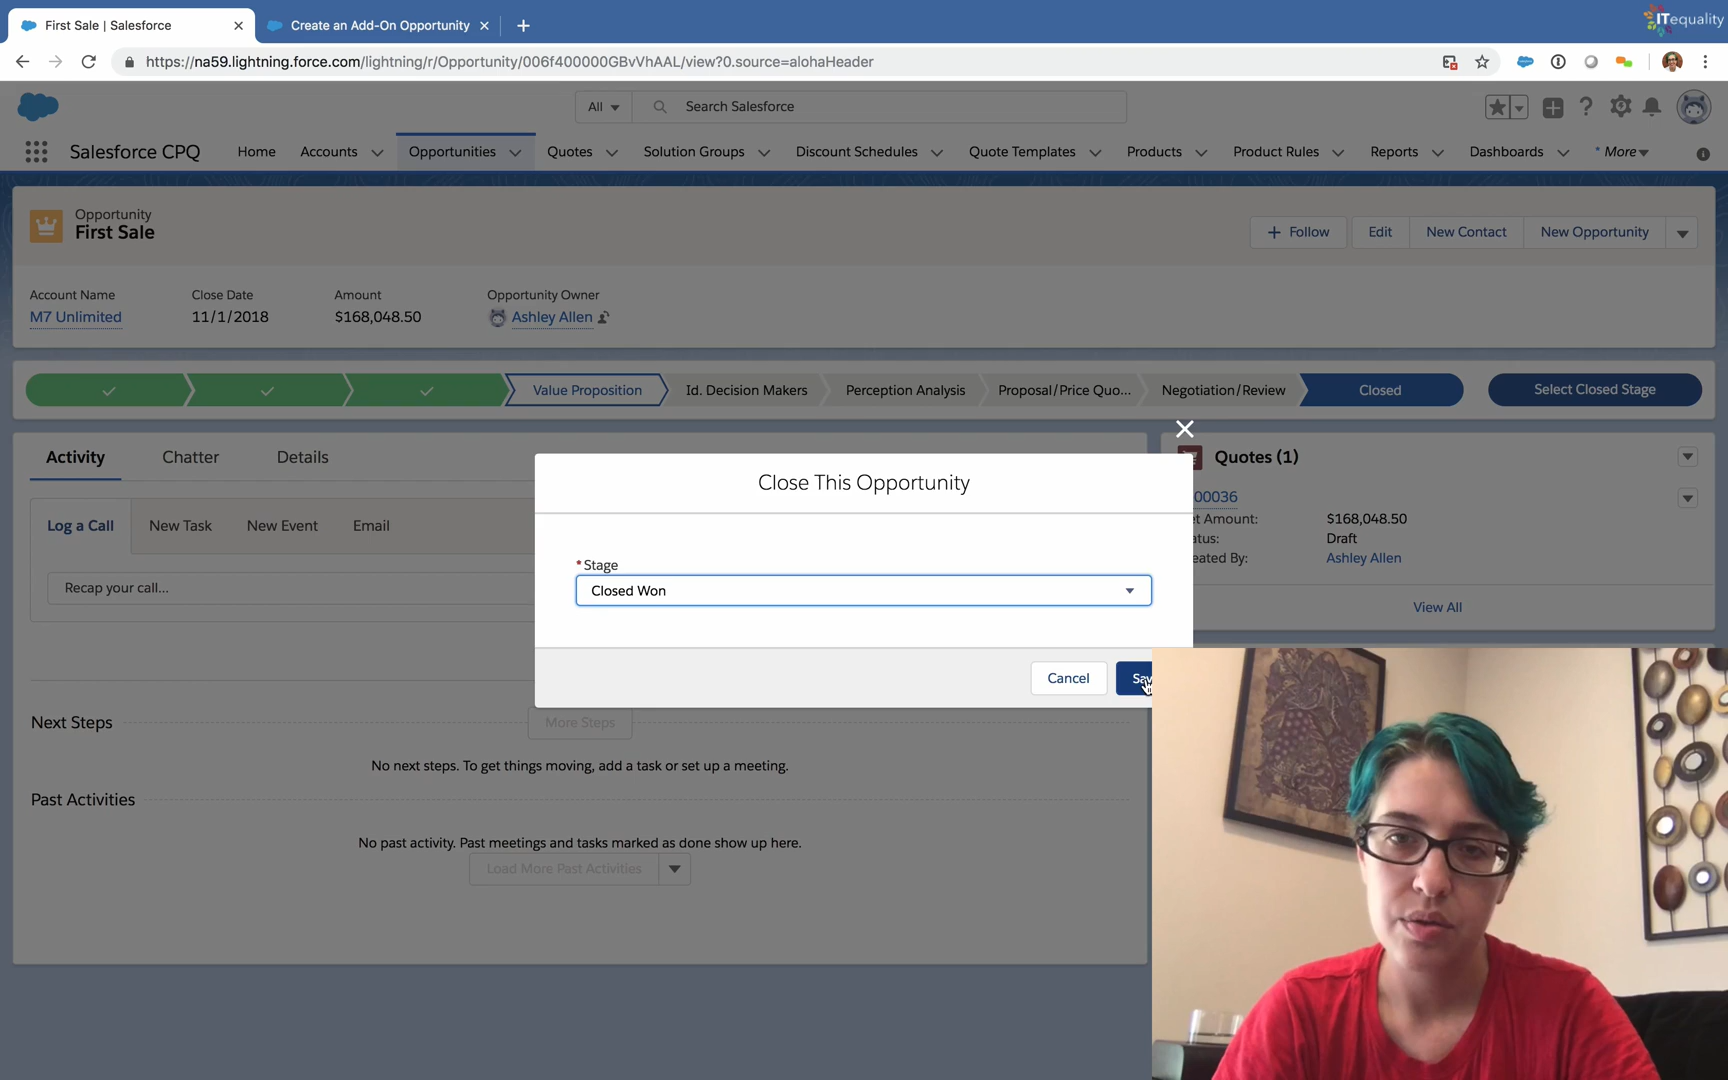 First Sale | Salesforce
Create an Add-On Opportunity
ITequality
https://na59.lightning.force.com/lightning/r/Opportunity/006f400000GBvVhAAL/view?0.source=alohaHeader
All
Search Salesforce
Salesforce CPQ
Home
Accounts
Opportunities
Quotes
Solution Groups
Discount Schedules
Quote Templates
Products
Product Rules
Reports
Dashboards
* More
Opportunity
First Sale
+ Follow
Edit
New Contact
New Opportunity
Account Name
M7 Unlimited
Close Date
11/1/2018
Amount
$168,048.50
Opportunity Owner
Ashley Allen
Value Proposition
Id. Decision Makers
Perception Analysis
Proposal/Price Quo...
Negotiation/Review
Closed
Select Closed Stage
Activity
Chatter
Details
Log a Call
New Task
New Event
Email
Recap your call...
Close This Opportunity
*Stage
Closed Won
Cancel
Quotes (1)
00036
Amount:
$168,048.50
Draft
By:
Ashley Allen
View All
Next Steps
More Steps
No next steps. To get things moving, add a task or set up a meeting.
Past Activities
No past activity. Past meetings and tasks marked as done show up here.
Load More Past Activities